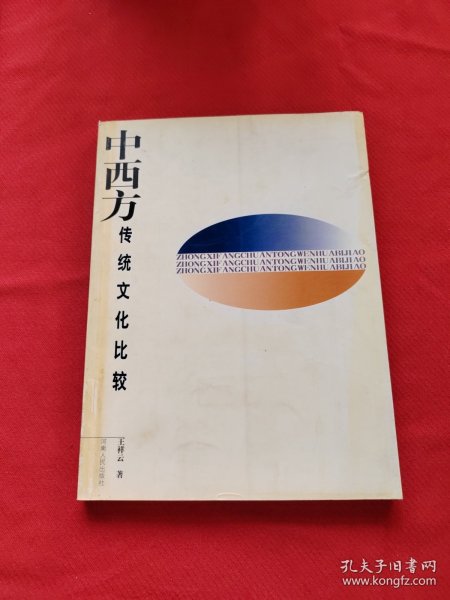 中西方
传统文化比较
ZHONGXIFANGCHUANTONGWENHUABIJIAO
ZHONGXIFANGCHUANTONGWENHUABIJIAO
ZHONGXIFANGCHUANTONGWENHUABIJIAO
王祥云 著
河南人民出版社
孔夫子旧书网
www.kongfz.com